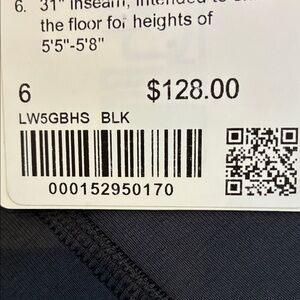 6. 31" inseam, intended to
the floor for heights of
5'5"-5'8"
6 $128.00
LW5GBHS BLK
000152950170